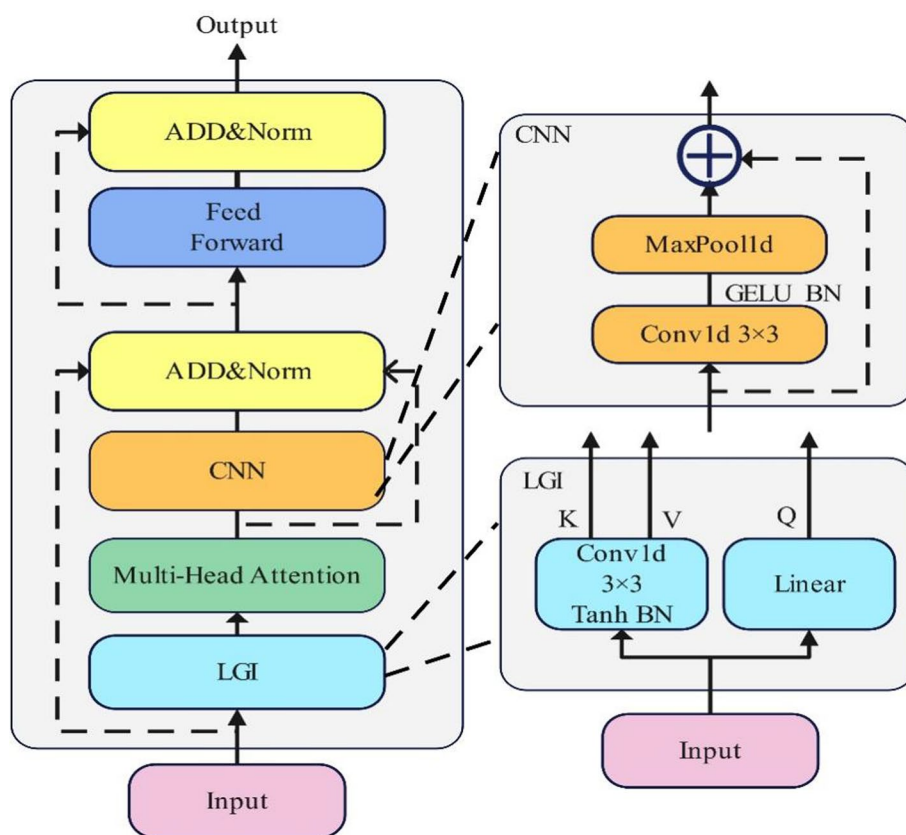 Output
ADD&Norm
Feed
Forward
ADD&Norm
CNN
Multi-Head Attention
LGI
Input
CNN
MaxPool1d
GELU BN
Conv1d 3×3
LGI
K
V
Q
Conv1d
3×3
Tanh BN
Linear
Input